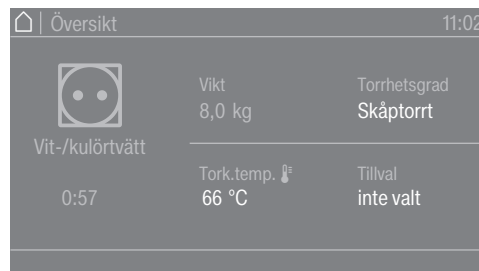 Översikt
11:02
Vit-/kulörtvätt
0:57
Vikt
8,0 kg
Torrhetsgrad
Skåptorrt
Tork.temp.
66 °C
Tillval
inte valt